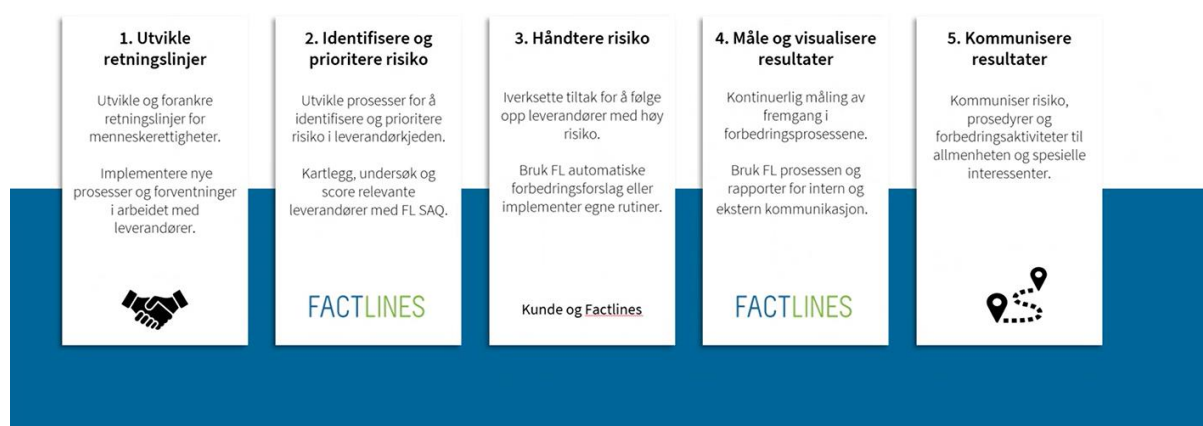 1. Utvikle
retningslinjer
Utvikle og forankre
retningslinjer for
menneskerettigheter.
Implementere nye
prosesser og forventninger
i arbeidet med
leverandører.
2. Identifisere og
prioritere risiko
Utvikle prosesser for å
identifisere og prioritere
risiko i leverandørkjeden.
Kartlegg, undersøk og
score relevante
leverandører med FL SAQ.
FACTLINES
3. Håndtere risiko
Iverksette tiltak for å følge
opp leverandører med høy
risiko.
Bruk FL automatiske
forbedringsforslag eller
implementer egne rutiner.
Kunde og Factlines
4. Måle og visualisere
resultater
Kontinuerlig måling av
fremgang i
forbedringsprosessene.
Bruk FL prosessen og
rapporter for intern og
ekstern kommunikasjon.
FACTLINES
5. Kommunisere
resultater
Kommuniser risiko,
prosedyrer og
forbedringsaktiviteter til
allmenheten og spesielle
interessenter.